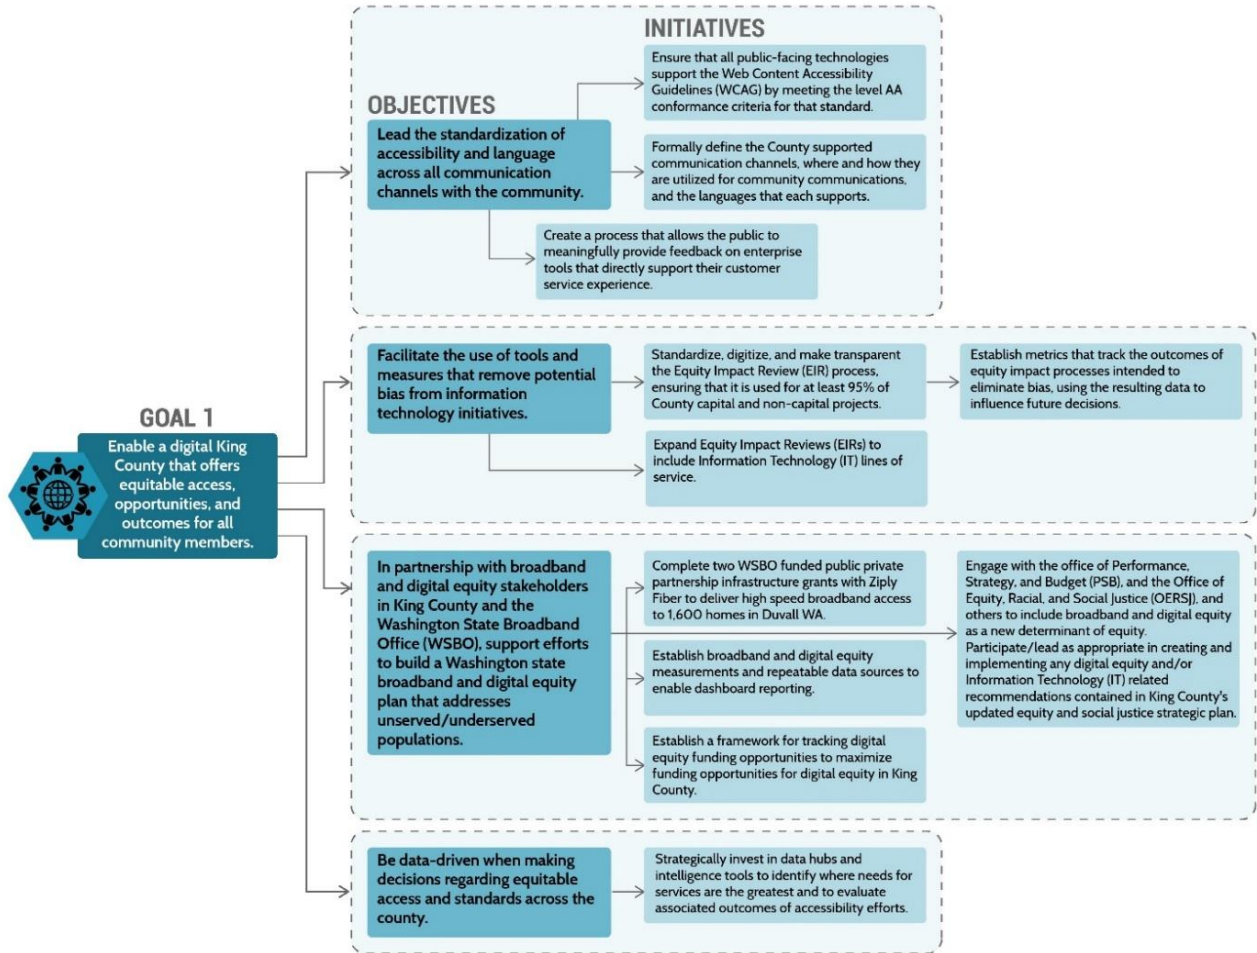 GOAL 1
Enable a digital King
County that offers
equitable access,
opportunities, and
outcomes for all
community members.
OBJECTIVES
INITIATIVES
Lead the standardization of
accessibility and language
across all communication
channels with the community.
Ensure that all public-facing technologies
support the Web Content Accessibility
Guidelines (WCAG) by meeting the level AA
conformance criteria for that standard.
Formally define the County supported
communication channels, where and how they
are utilized for community communications,
and the languages that each supports.
Create a process that allows the public to
meaningfully provide feedback on enterprise
tools that directly support their customer
service experience.
Facilitate the use of tools and
measures that remove potential
bias from information
technology initiatives.
Standardize, digitize, and make transparent
the Equity Impact Review (EIR) process,
ensuring that it is used for at least 95% of
County capital and non-capital projects.
Establish metrics that track the outcomes of
equity impact processes intended to
eliminate bias, using the resulting data to
influence future decisions.
Expand Equity Impact Reviews (EIRs) to
include Information Technology (IT) lines of
service.
In partnership with broadband
and digital equity stakeholders
in King County and the
Washington State Broadband
Office (WSBO), support efforts
to build a Washington state
broadband and digital equity
plan that addresses
unserved/underserved
populations.
Complete two WSBO funded public private
partnership infrastructure grants with Ziply
Fiber to deliver high speed broadband access
to 1,600 homes in Duvall WA.
Establish broadband and digital equity
measurements and repeatable data sources to
enable dashboard reporting.
Establish a framework for tracking digital
equity funding opportunities to maximize
funding opportunities for digital equity in King
County.
Engage with the office of Performance,
Strategy, and Budget (PSB), and the Office of
Equity, Racial, and Social Justice (OERSJ), and
others to include broadband and digital equity
as a new determinant of equity.
Participate/lead as appropriate in creating and
implementing any digital equity and/or
Information Technology (IT) related
recommendations contained in King County's
updated equity and social justice strategic plan.
Be data-driven when making
decisions regarding equitable
access and standards across the
county.
Strategically invest in data hubs and
intelligence tools to identify where needs for
services are the greatest and to evaluate
associated outcomes of accessibility efforts.